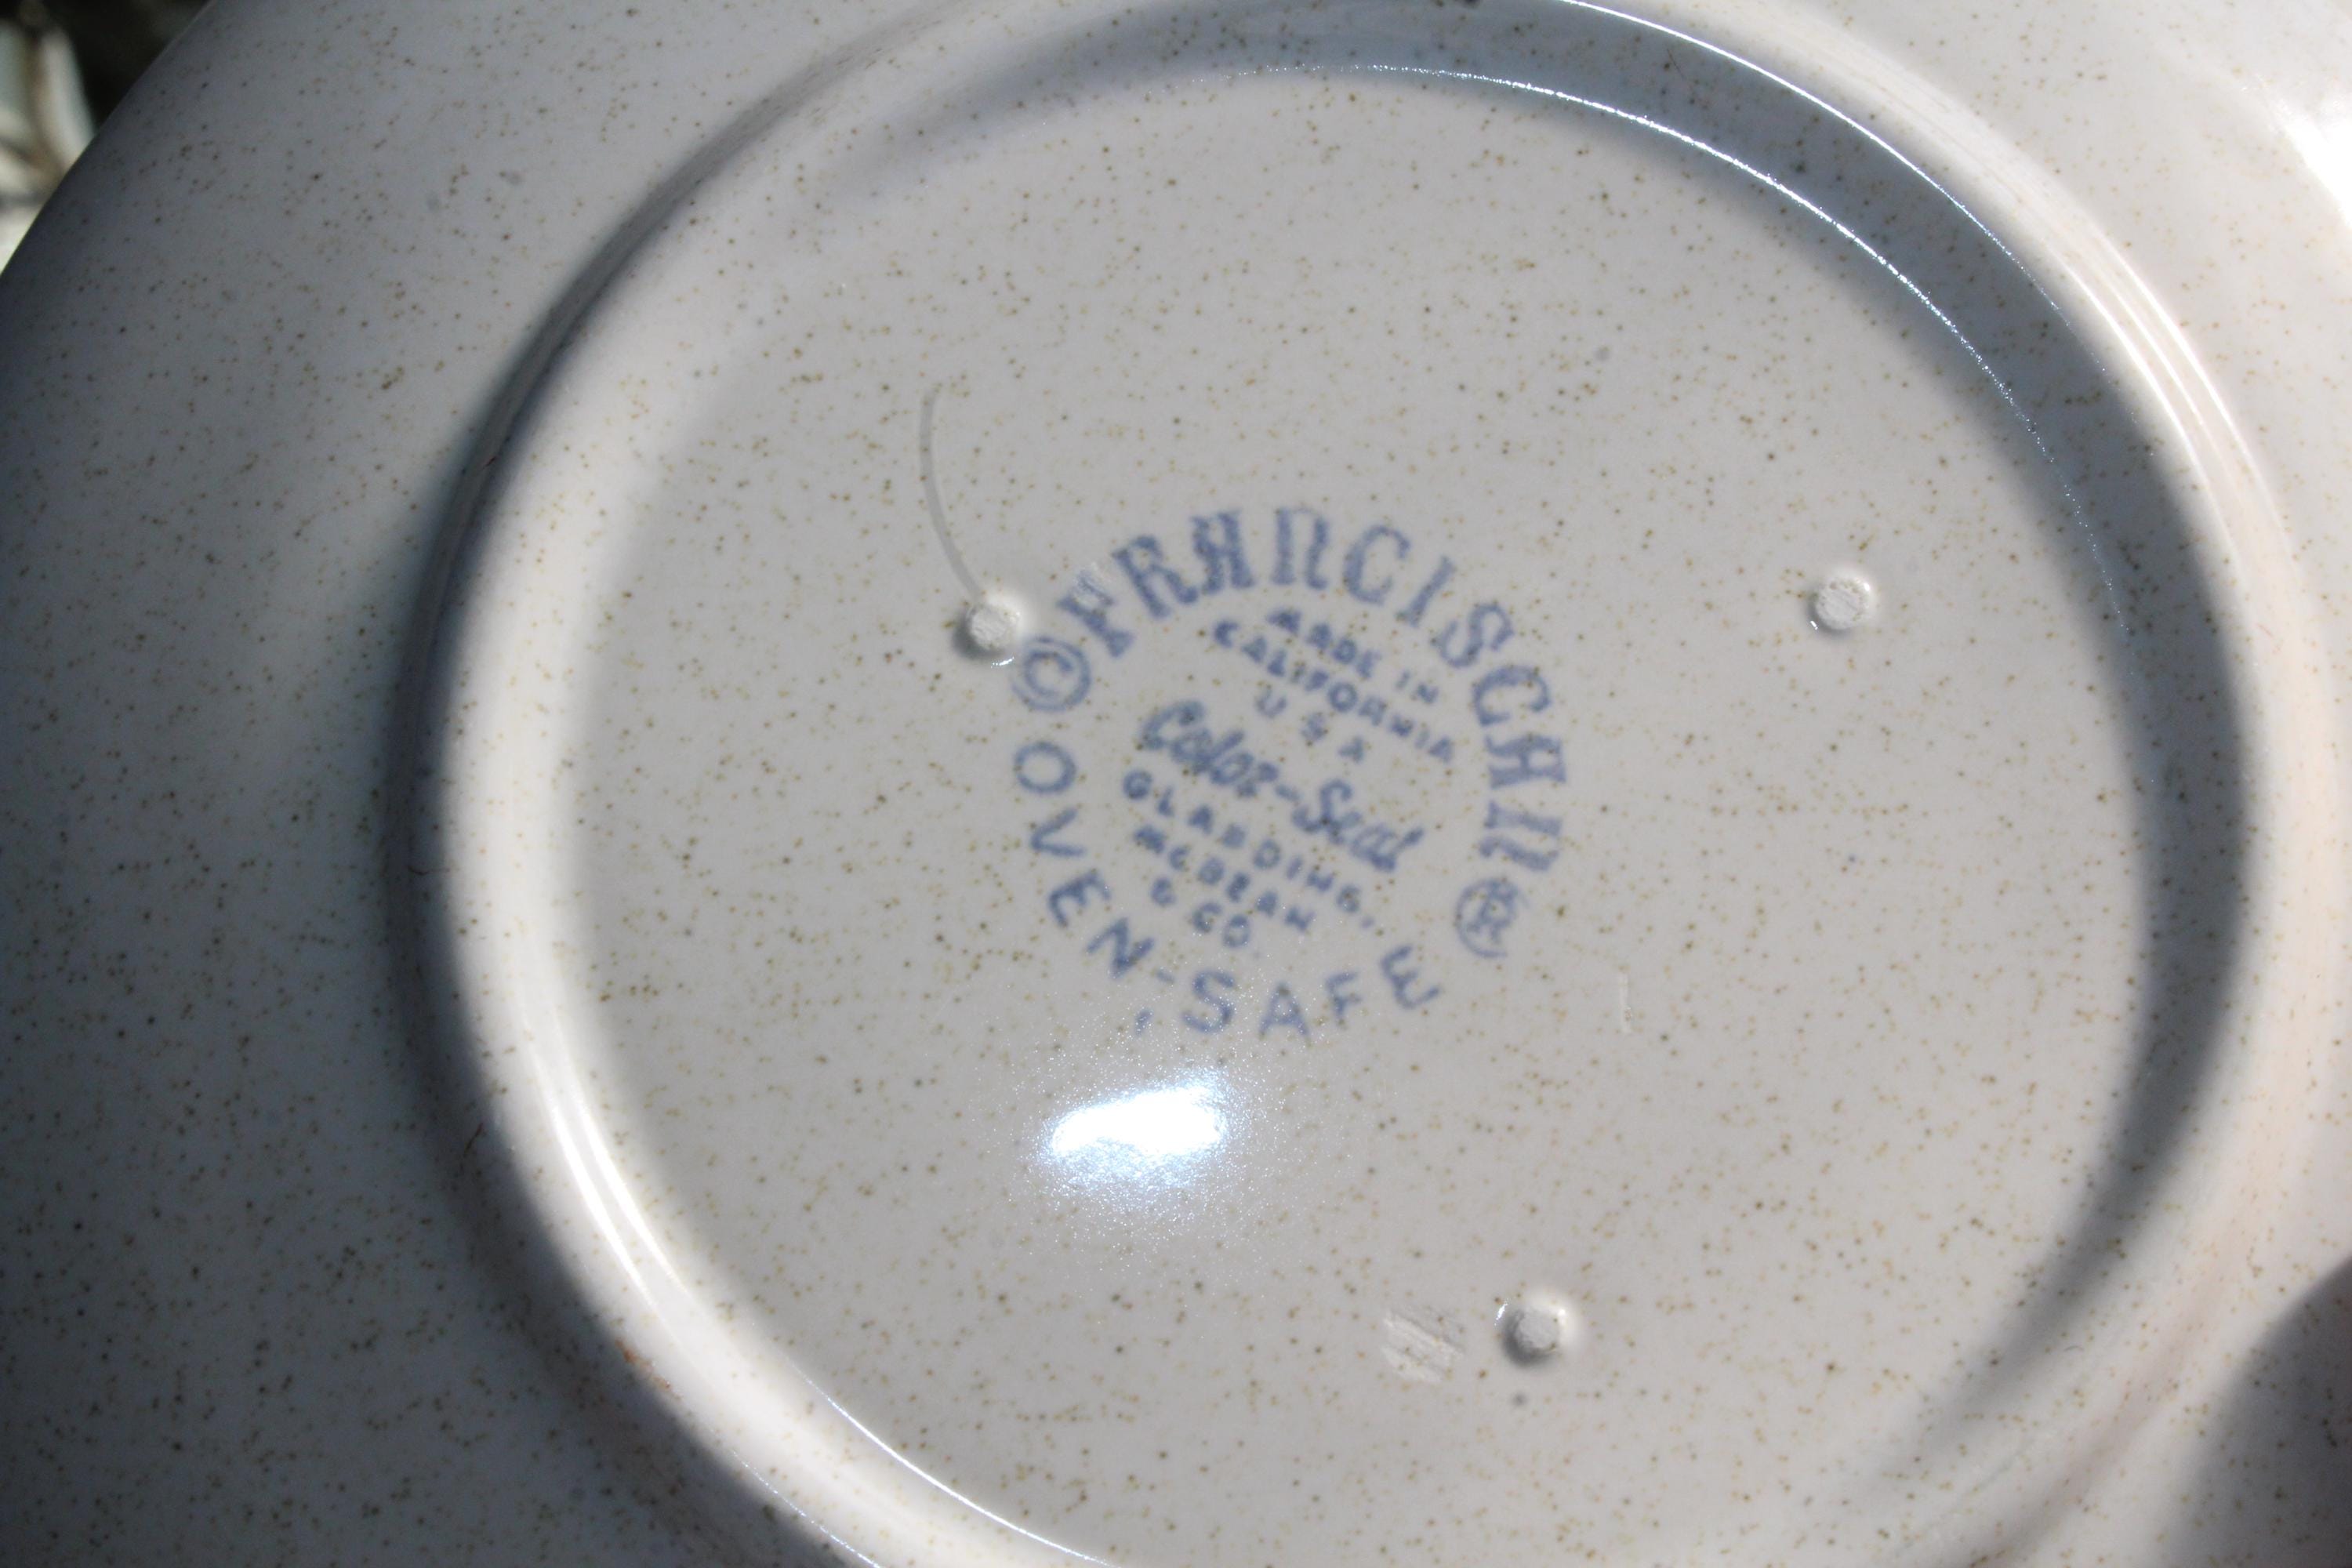 © FRANCISCAN ®
MADE IN
CALIFORNIA
U S A
Color-Seal
GLADDING,
MCBEAN
& CO.
OVEN-SAFE